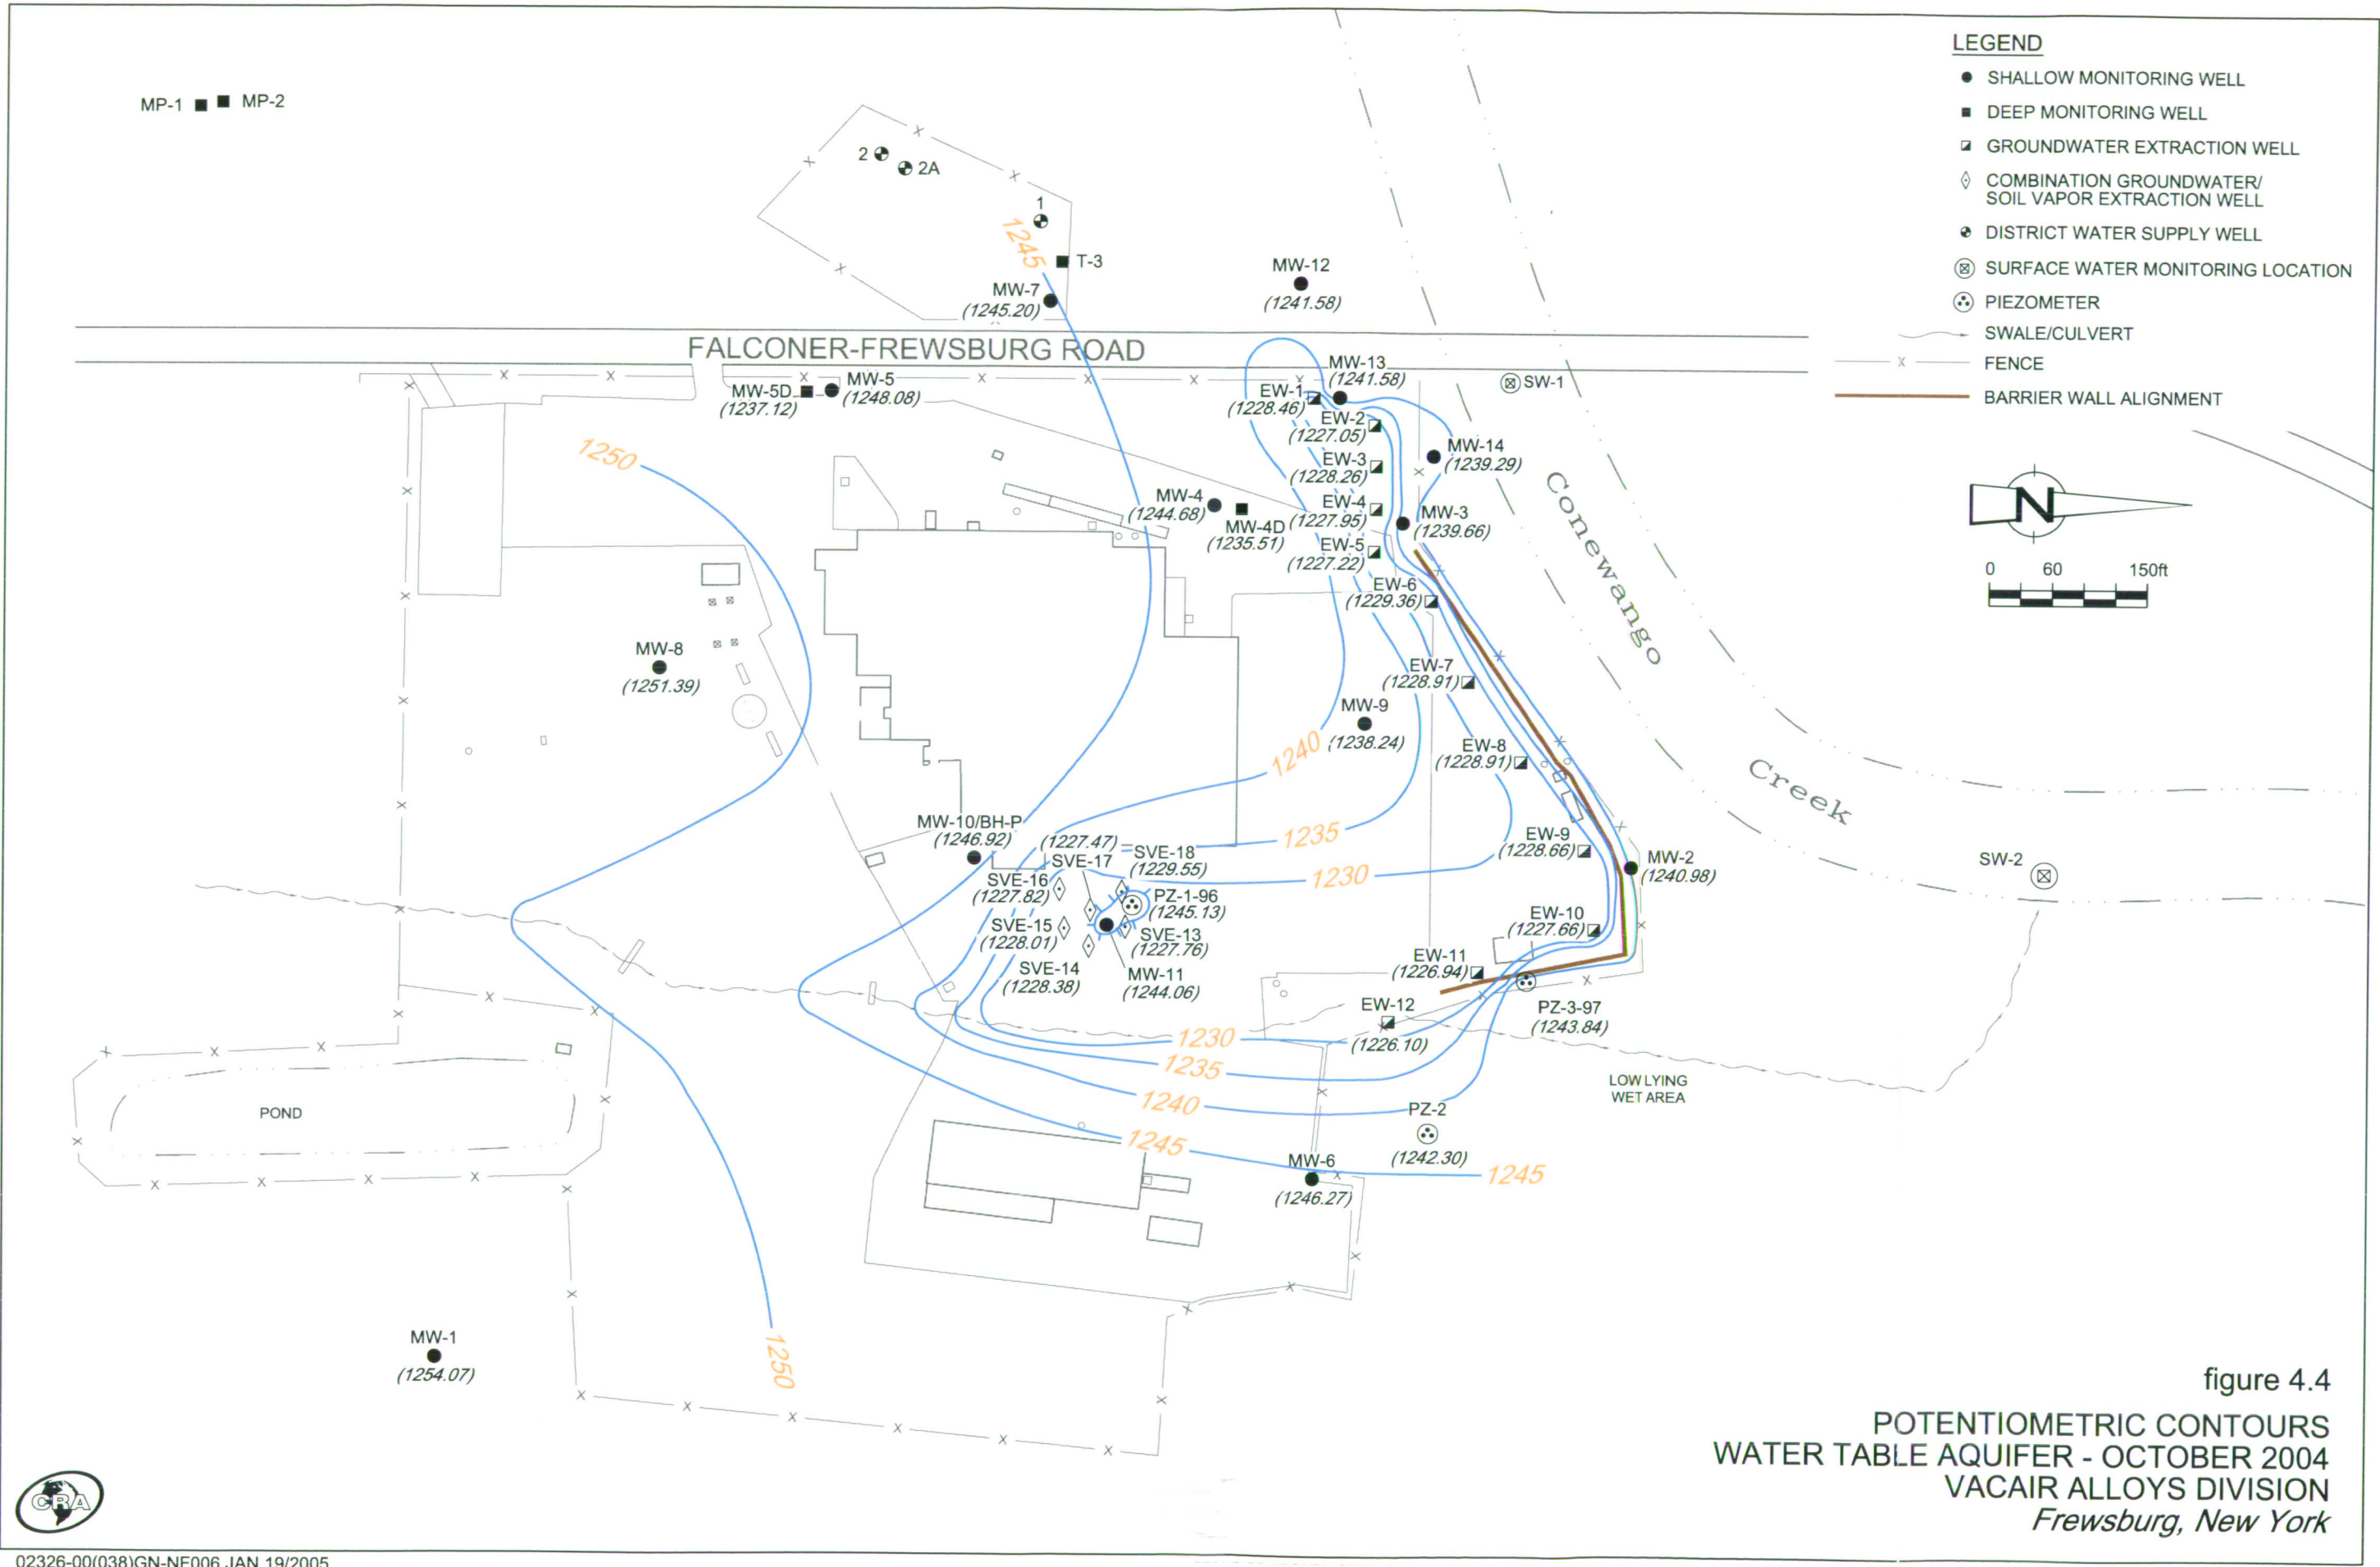 LEGEND
SHALLOW MONITORING WELL
DEEP MONITORING WELL
GROUNDWATER EXTRACTION WELL
COMBINATION GROUNDWATER/
SOIL VAPOR EXTRACTION WELL
DISTRICT WATER SUPPLY WELL
SURFACE WATER MONITORING LOCATION
PIEZOMETER
SWALE/CULVERT
X FENCE
BARRIER WALL ALIGNMENT
MP-1 MP-2
2
2A
1
1245
T-3
MW-7
(1245.20)
MW-12
(1241.58)
FALCONER-FREWSBURG ROAD
MW-5D
(1237.12)
MW-5
(1248.08)
MW-13
(1241.58)
SW-1
EW-1
(1228.46)
EW-2
(1227.05)
EW-3
(1228.26)
EW-4
(1227.95)
EW-5
(1227.22)
EW-6
(1229.36)
MW-14
(1239.29)
MW-3
(1239.66)
MW-4
(1244.68)
MW-4D
(1235.51)
1250
N
0 60 150ft
Conewango
Creek
MW-8
(1251.39)
EW-7
(1228.91)
MW-9
(1238.24)
EW-8
(1228.91)
1240
1235
1230
EW-9
(1228.66)
MW-2
(1240.98)
SW-2
EW-10
(1227.66)
EW-11
(1226.94)
EW-12
(1226.10)
PZ-3-97
(1243.84)
MW-10/BH-P
(1246.92)
(1227.47)
SVE-17
SVE-18
(1229.55)
SVE-16
(1227.82)
PZ-1-96
(1245.13)
SVE-15
(1228.01)
SVE-13
(1227.76)
SVE-14
(1228.38)
MW-11
(1244.06)
1230
1235
1240
1245
LOW LYING
WET AREA
PZ-2
(1242.30)
MW-6
(1246.27)
1245
POND
MW-1
(1254.07)
1250
figure 4.4
POTENTIOMETRIC CONTOURS
WATER TABLE AQUIFER - OCTOBER 2004
VACAIR ALLOYS DIVISION
Frewsburg, New York
CRA
02326-00(038)GN-NF006 JAN 19/2005